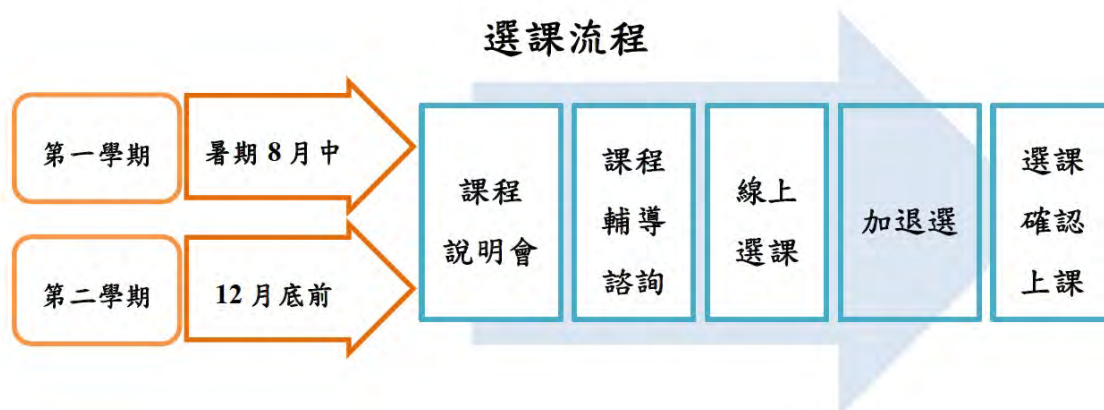 選課流程
第一學期
暑期8月中
第二學期
12月底前
課程
說明會
課程
輔導
諮詢
線上
選課
加退選
選課
確認
上課